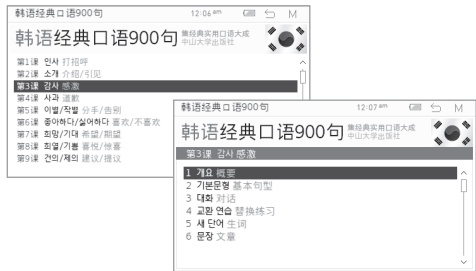 韩语经典口语900句 12:06 am M
韩语经典口语900句 集经典实用口语大成
中山大学出版社
第1课 인사 打招呼
第2课 소개 介绍/引见
第3课 감사 感激
第4课 사과 道歉
第5课 이별/작별 分手/告别
第6课 좋아하다/싫어하다 喜欢/不喜欢
第7课 희망/기대 希望/期望
第8课 희열/기쁨 喜悦/惊喜
第9课 건의/제의 建议/提议
韩语经典口语900句 12:07 am M
韩语经典口语900句 集经典实用口语大成
中山大学出版社
第3课 감사 感激
1 개요 概要
2 기본문형 基本句型
3 대화 对话
4 교환 연습 替换练习
5 새 단어 生词
6 문장 文章